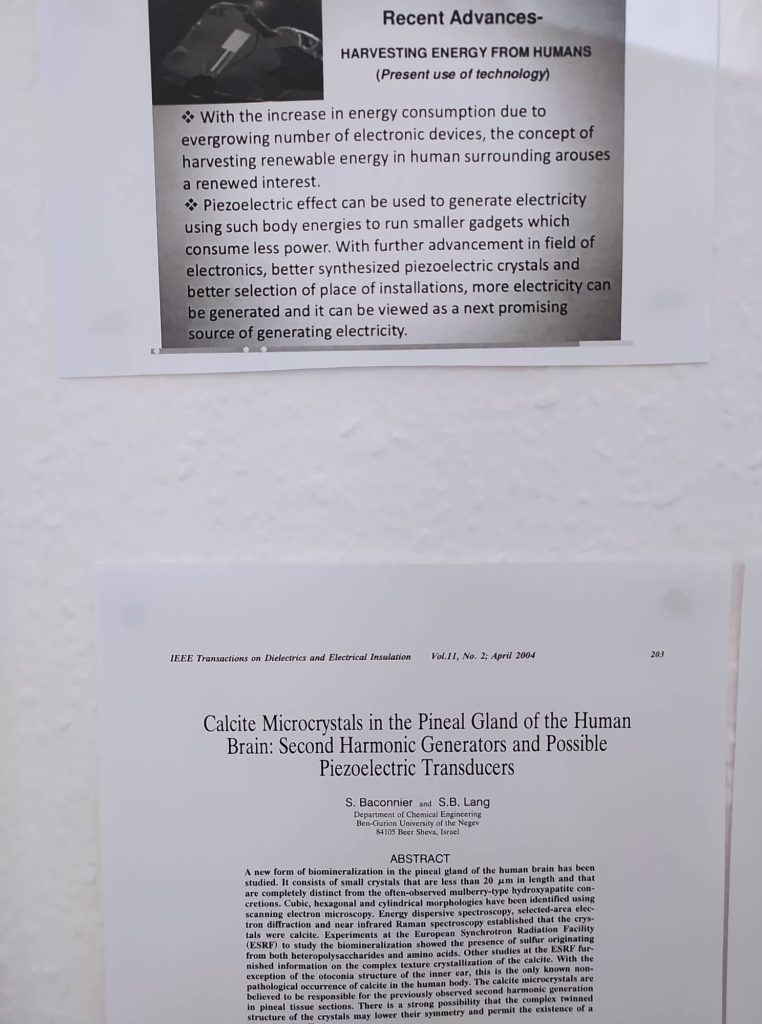 Recent Advances-
HARVESTING ENERGY FROM HUMANS
(Present use of technology)
❖ With the increase in energy consumption due to
evergrowing number of electronic devices, the concept of
harvesting renewable energy in human surrounding arouses
a renewed interest.
❖ Piezoelectric effect can be used to generate electricity
using such body energies to run smaller gadgets which
consume less power. With further advancement in field of
electronics, better synthesized piezoelectric crystals and
better selection of place of installations, more electricity can
be generated and it can be viewed as a next promising
source of generating electricity.
IEEE Transactions on Dielectrics and Electrical Insulation Vol.11, No. 2; April 2004 203
Calcite Microcrystals in the Pineal Gland of the Human
Brain: Second Harmonic Generators and Possible
Piezoelectric Transducers
S. Baconnier and S.B. Lang
Department of Chemical Engineering
Ben-Gurion University of the Negev
84105 Beer Sheva, Israel
ABSTRACT
A new form of biomineralization in the pineal gland of the human brain has been
studied. It consists of small crystals that are less than 20 μm in length and that
are completely distinct from the often-observed mulberry-type hydroxyapatite con-
cretions. Cubic, hexagonal and cylindrical morphologies have been identified using
scanning electron microscopy. Energy dispersive spectroscopy, selected-area elec-
tron diffraction and near infrared Raman spectroscopy established that the crys-
tals were calcite. Experiments at the European Synchrotron Radiation Facility
(ESRF) to study the biomineralization showed the presence of sulfur originating
from both heteropolysaccharides and amino acids. Other studies at the ESRF fur-
nished information on the complex texture crystallization of the calcite. With the
exception of the otoconia structure of the inner ear, this is the only known non-
pathological occurrence of calcite in the human body. The calcite microcrystals are
believed to be responsible for the previously observed second harmonic generation
in pineal tissue sections. There is a strong possibility that the complex twinned
structure of the crystals may lower their symmetry and permit the existence of a